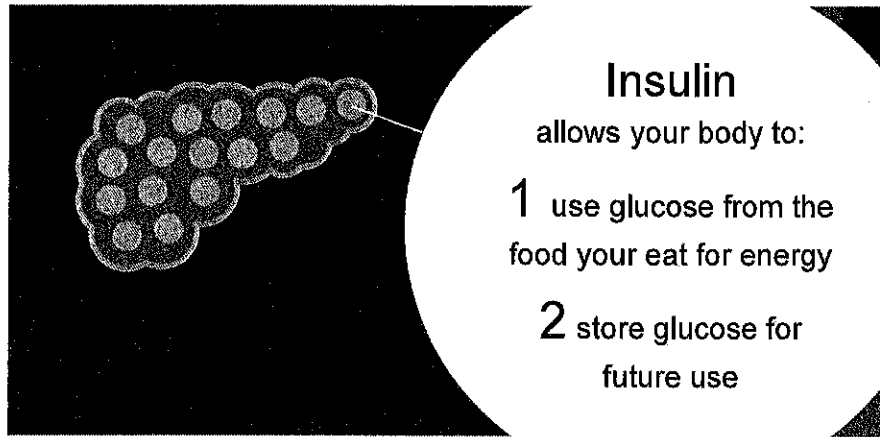 Insulin
allows your body to:
1 use glucose from the
food your eat for energy
2 store glucose for
future use